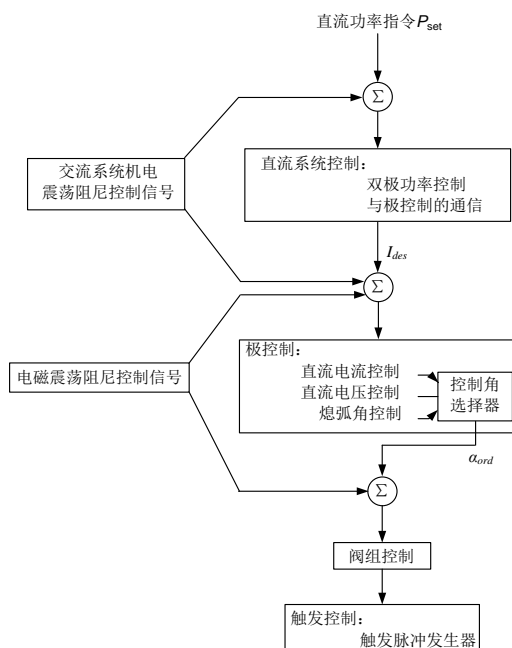 直流功率指令Pset
Σ
交流系统机电
震荡阻尼控制信号
直流系统控制：
双极功率控制
与极控制的通信
Ides
Σ
电磁震荡阻尼控制信号
极控制：
直流电流控制
直流电压控制
熄弧角控制
控制角
选择器
αord
Σ
阀组控制
触发控制：
触发脉冲发生器